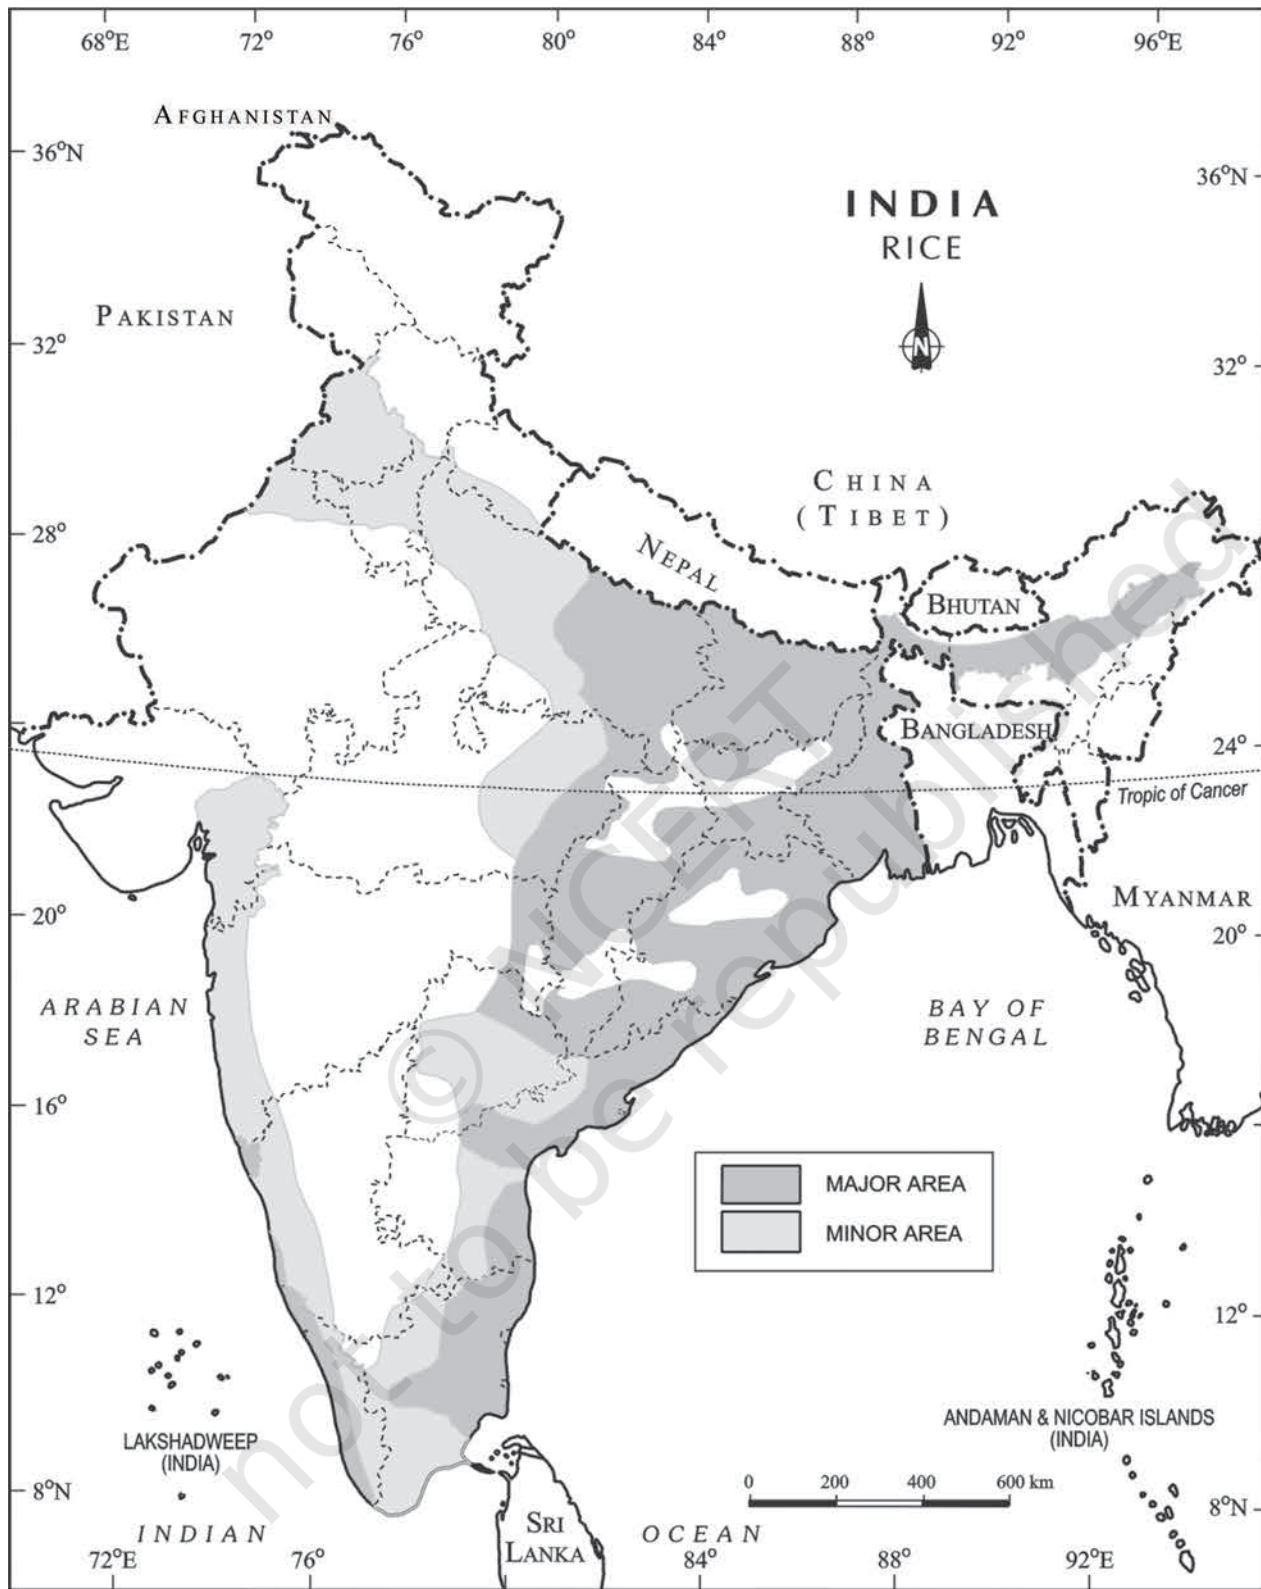 68°E 72° 76° 80° 84° 88° 92° 96°E
AFGHANISTAN
36°N
36°N
INDIA
RICE
PAKISTAN
N
32°
32°
CHINA
(TIBET)
28°
NEPAL
BHUTAN
BANGLADESH
24°
Tropic of Cancer
MYANMAR
20°
20°
ARABIAN
SEA
BAY OF
BENGAL
16°
MAJOR AREA
MINOR AREA
12°
12°
LAKSHADWEEP
(INDIA)
ANDAMAN & NICOBAR ISLANDS
(INDIA)
0 200 400 600 km
8°N
8°N
SRI
LANKA
INDIAN OCEAN
72°E 76° 84° 88° 92°E
© NCERT
not to be republished